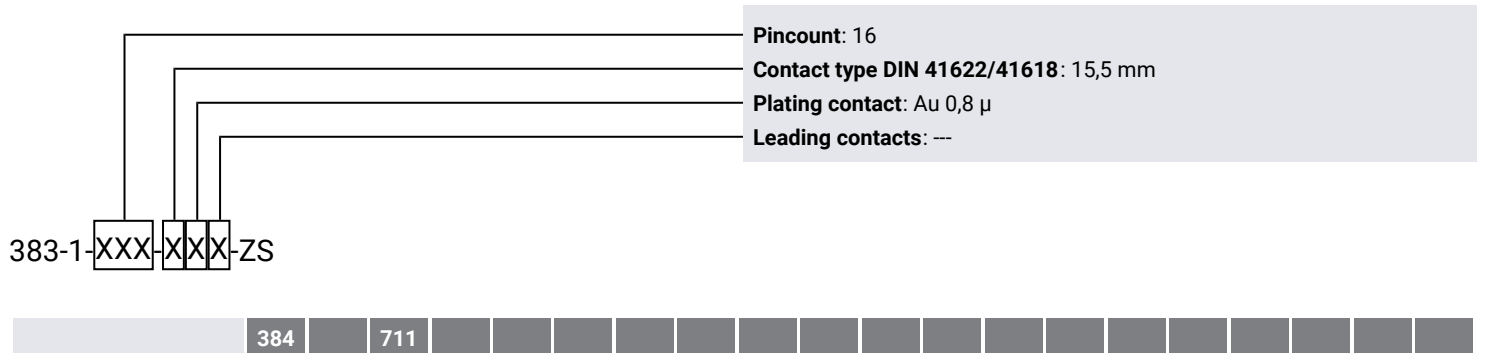 Pincount: 16
Contact type DIN 41622/41618: 15,5 mm
Plating contact: Au 0,8 µ
Leading contacts: ---
383-1-XXX-XXX-ZS
384 711